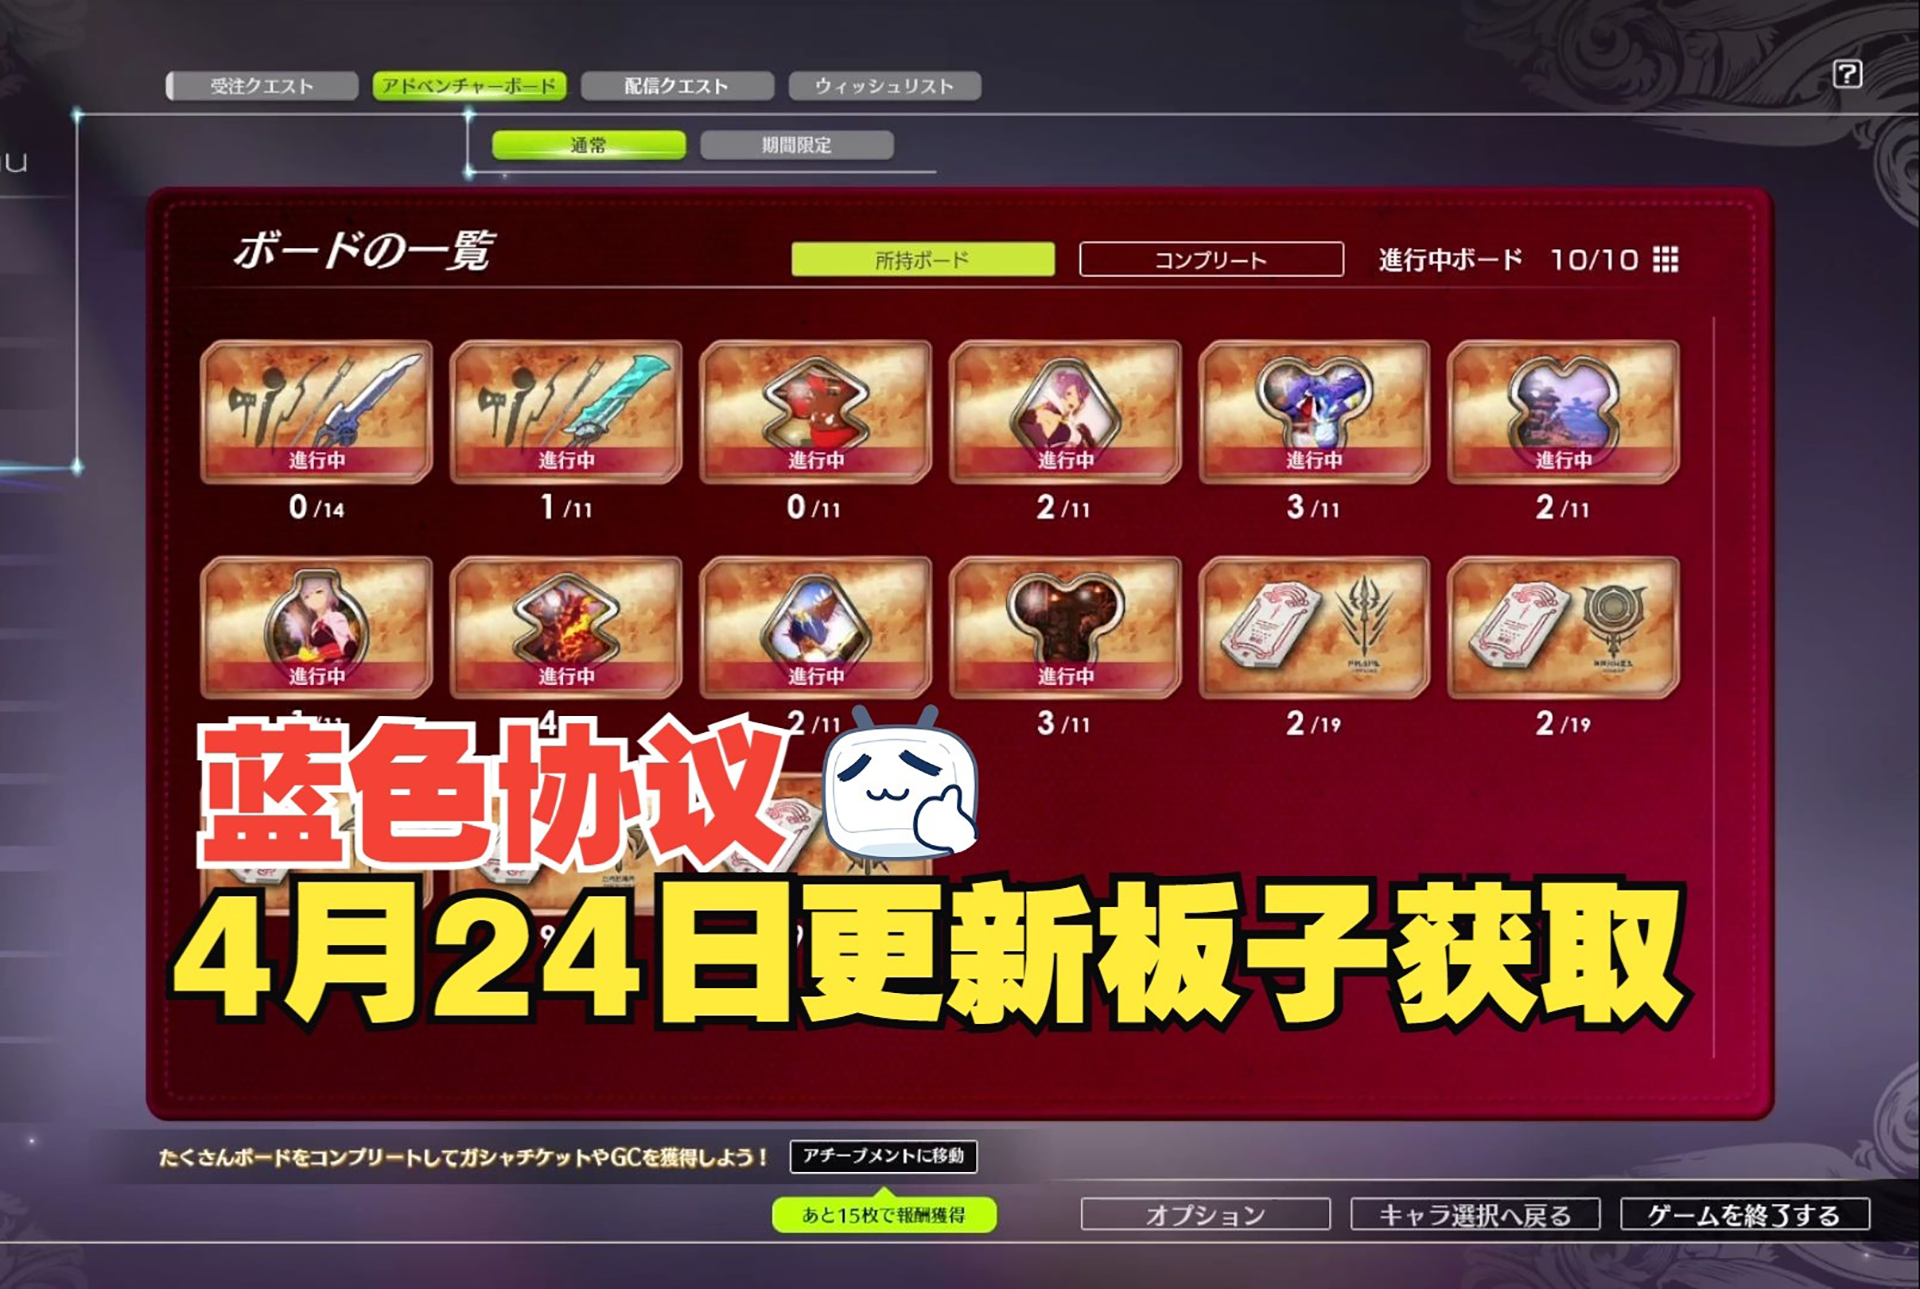 受注クエスト アドベンチャーボード 配信クエスト ウィッシュリスト
通常 期間限定
ボードの一覧 所持ボード コンプリート 進行中ボード 10/10
進行中 進行中 進行中 進行中 進行中 進行中
0/14 1/11 0/11 2/11 3/11 2/11
進行中 進行中 進行中 進行中
4 2/11 3/11 2/19 2/19
蓝色协议
4月24日更新板子获取
たくさんボードをコンプリートしてガシャチケットやGCを獲得しよう！ アチーブメントに移動
あと15枚で報酬獲得
オプション キャラ選択へ戻る ゲームを終了する